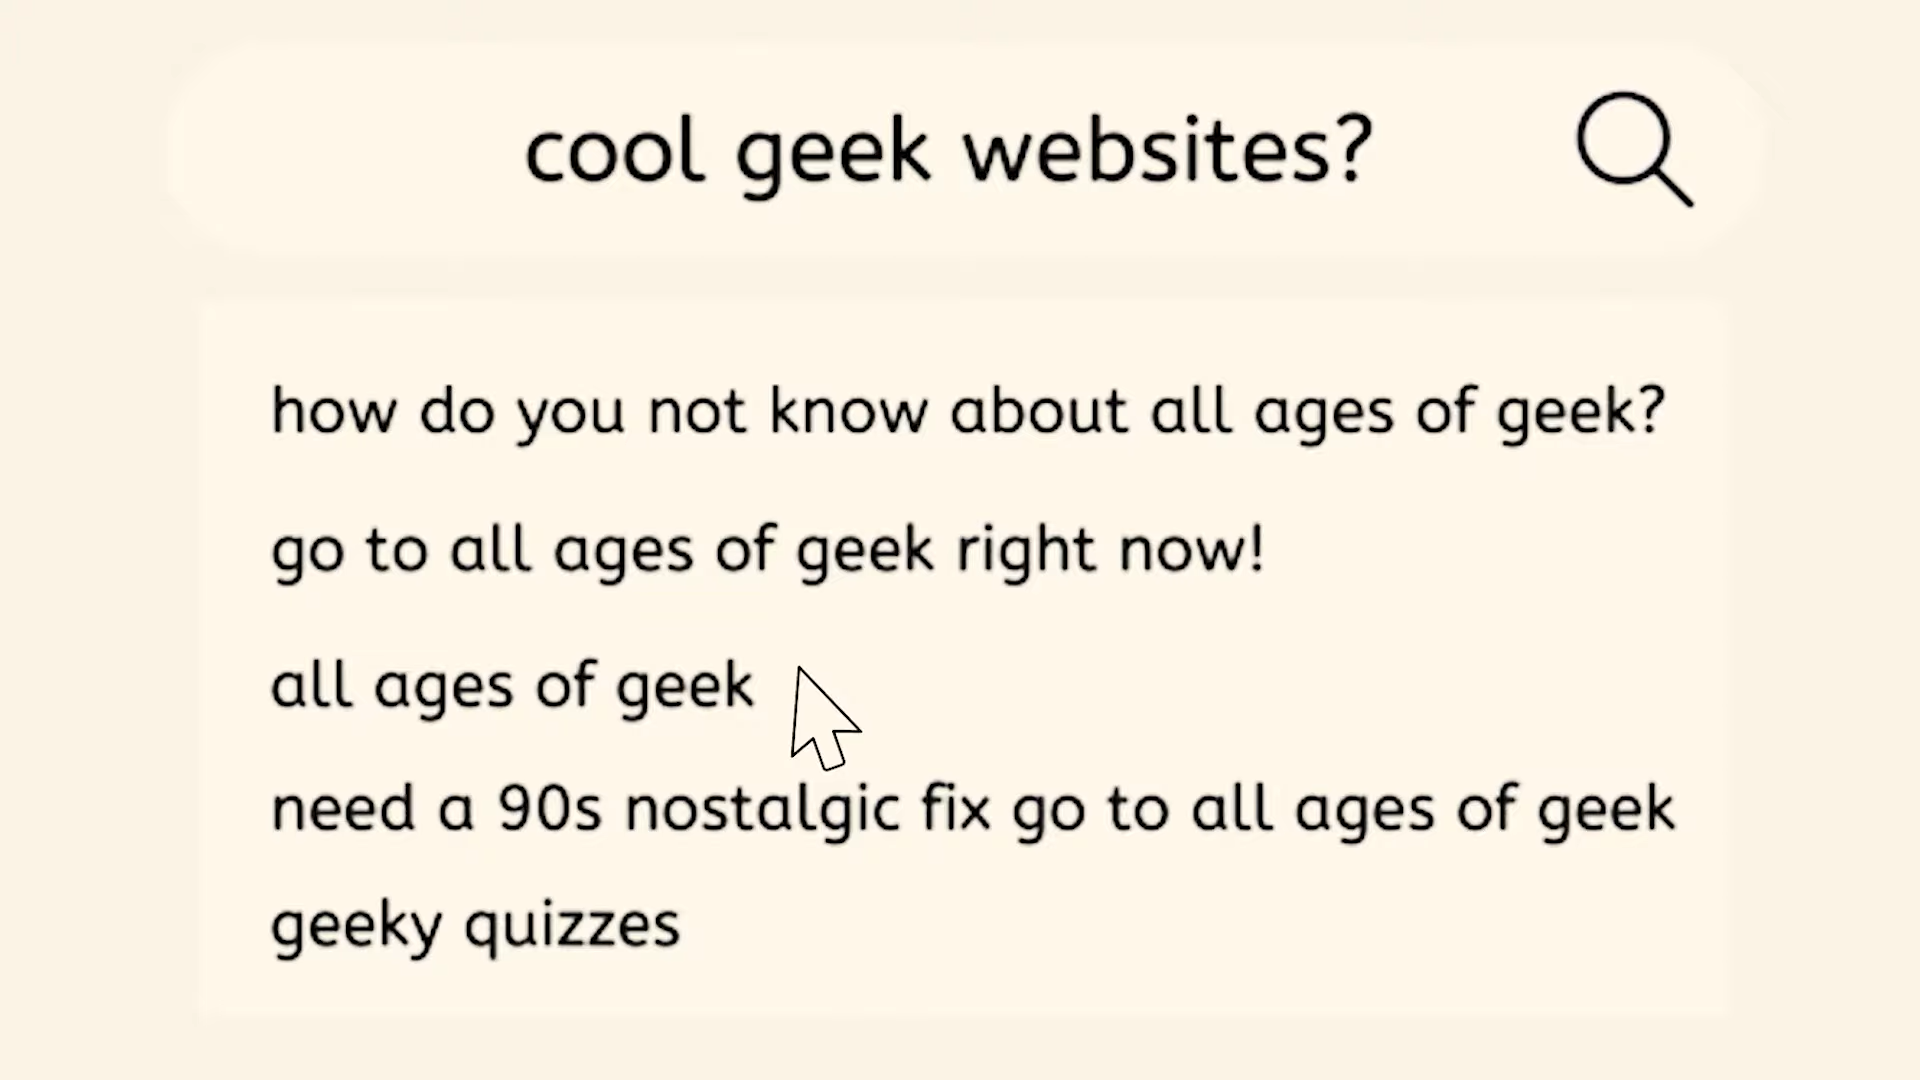 cool geek websites?
how do you not know about all ages of geek?
go to all ages of geek right now!
all ages of geek
need a 90s nostalgic fix go to all ages of geek
geeky quizzes